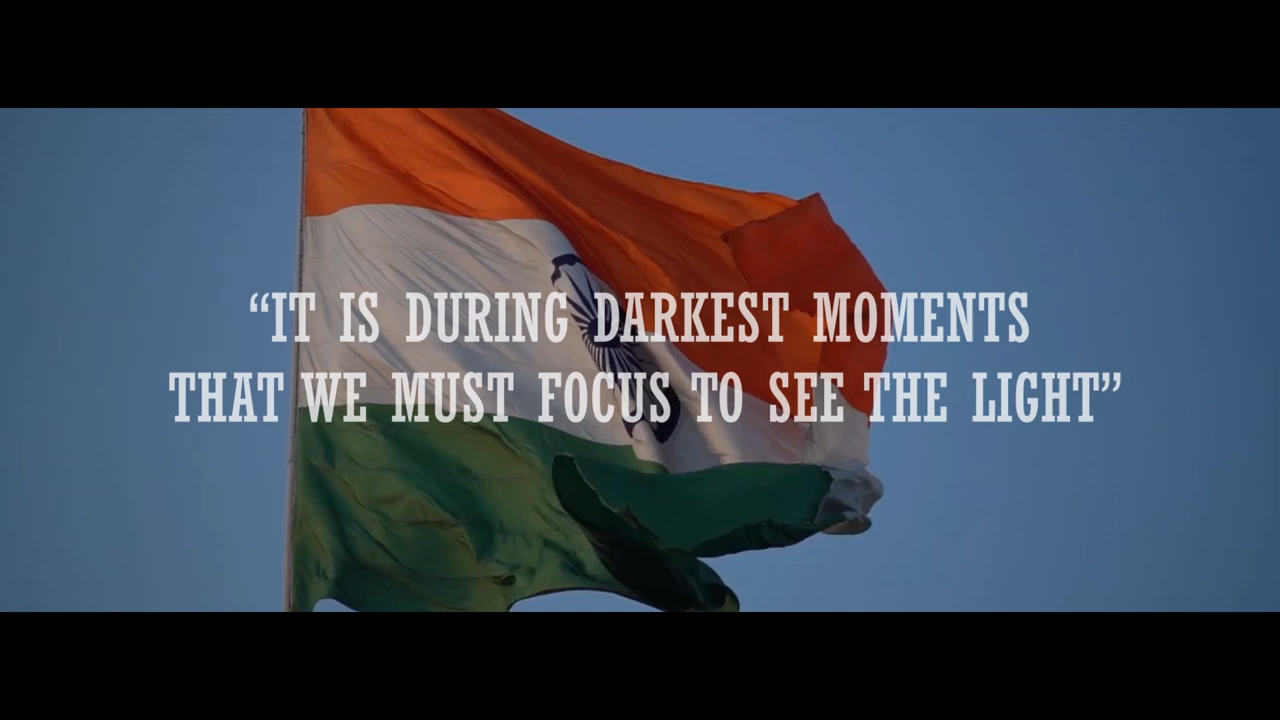 “IT IS DURING DARKEST MOMENTS
THAT WE MUST FOCUS TO SEE THE LIGHT”